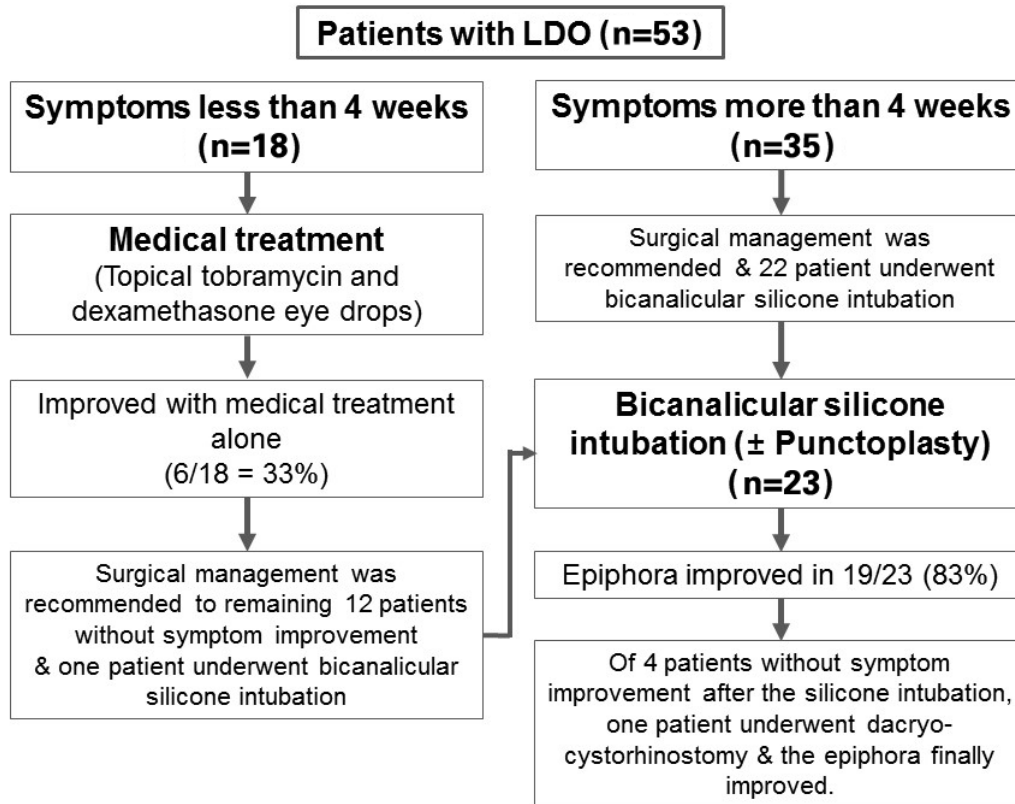 Patients with LDO (n=53)
Symptoms less than 4 weeks
(n=18)
Medical treatment
(Topical tobramycin and
dexamethasone eye drops)
Improved with medical treatment
alone
(6/18 = 33%)
Surgical management was
recommended to remaining 12 patients
without symptom improvement
& one patient underwent bicanalicular
silicone intubation
Symptoms more than 4 weeks
(n=35)
Surgical management was
recommended & 22 patient underwent
bicanalicular silicone intubation
Bicanalicular silicone
intubation (± Punctoplasty)
(n=23)
Epiphora improved in 19/23 (83%)
Of 4 patients without symptom
improvement after the silicone intubation,
one patient underwent dacryo-
cystorhinostomy & the epiphora finally
improved.